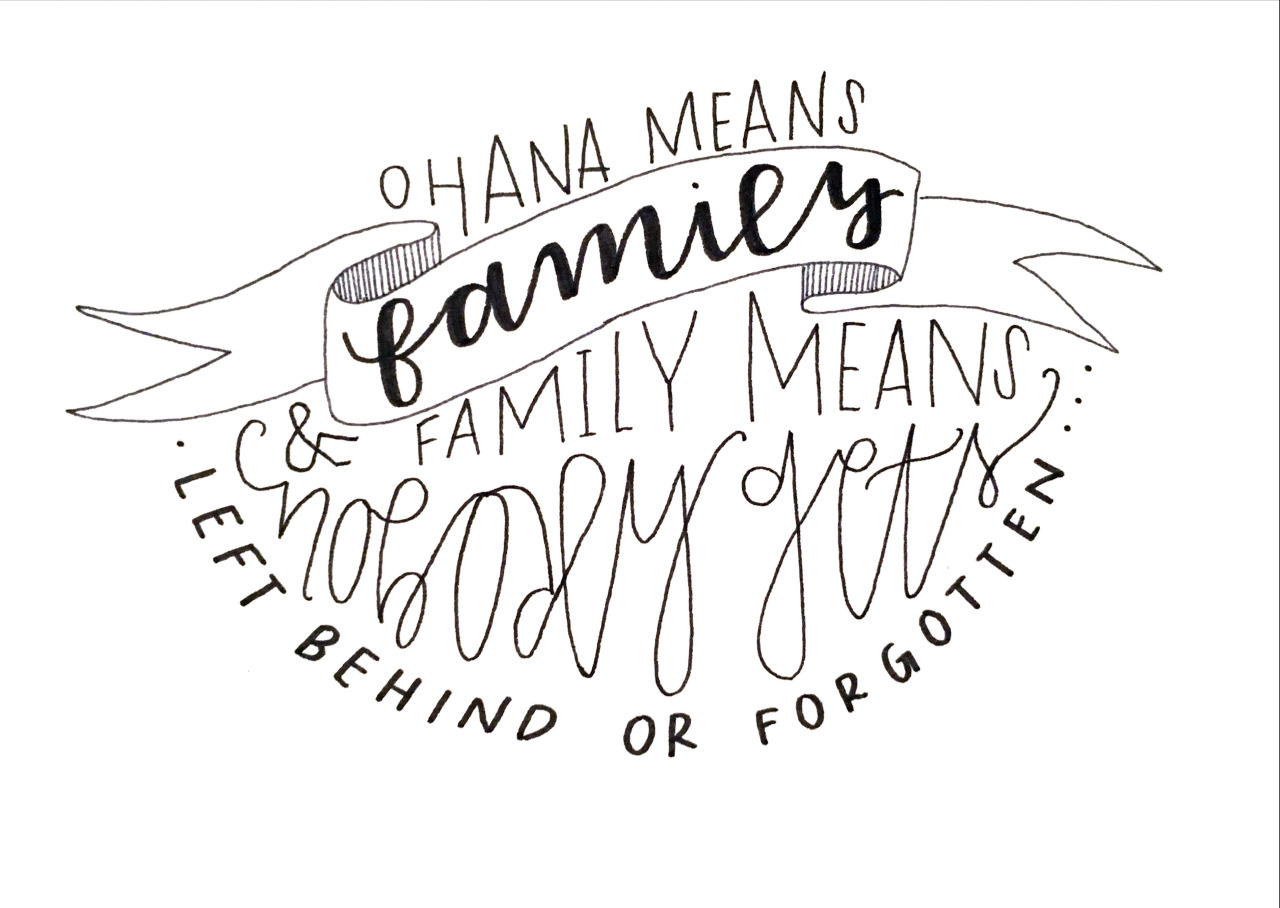 OHANA MEANS
family
& FAMILY MEANS
nobody gets
LEFT BEHIND OR FORGOTTEN